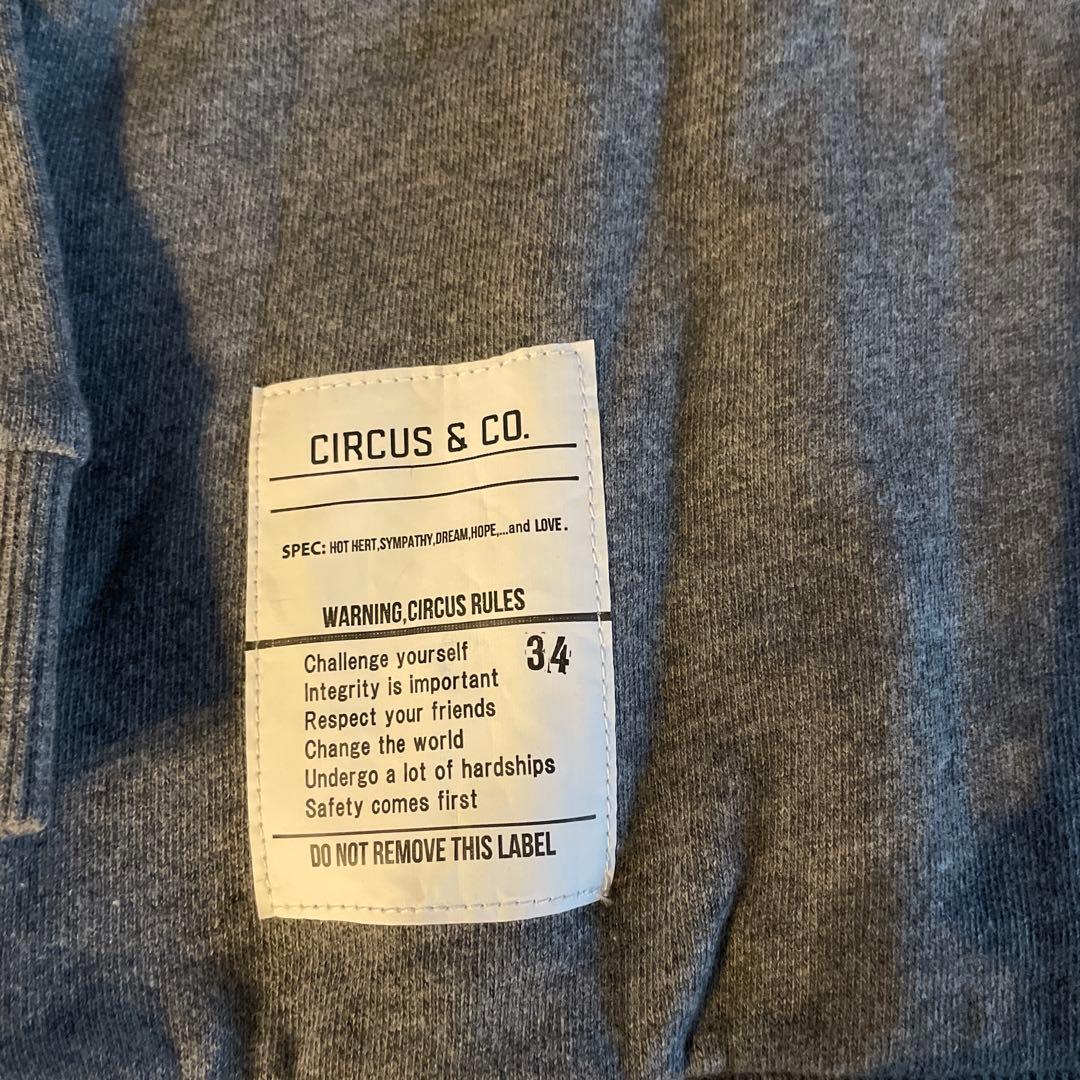 CIRCUS & CO.
SPEC: HOT HERT,SYMPATHY,DREAM,HOPE,...and LOVE.
WARNING,CIRCUS RULES
34
Challenge yourself
Integrity is important
Respect your friends
Change the world
Undergo a lot of hardships
Safety comes first
DO NOT REMOVE THIS LABEL